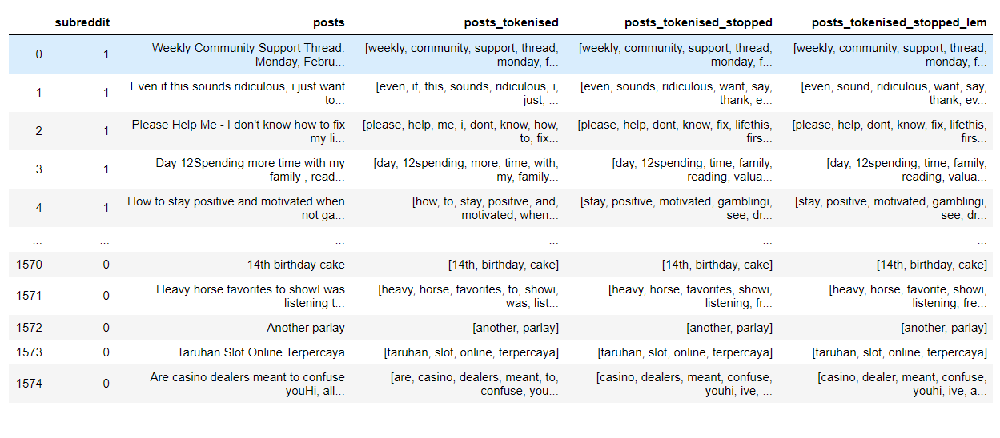 subreddit posts posts_tokenised posts_tokenised_stopped posts_tokenised_stopped_lem
0 1 Weekly Community Support Thread: Monday, Febru... [weekly, community, support, thread, monday, f... [weekly, community, support, thread, monday, f... [weekly, community, support, thread, monday, f...
1 1 Even if this sounds ridiculous, i just want to... [even, if, this, sounds, ridiculous, i, just, ... [even, sounds, ridiculous, want, say, thank, e... [even, sound, ridiculous, want, say, thank, ev...
2 1 Please Help Me - I don't know how to fix my li... [please, help, me, i, dont, know, how, to, fix... [please, help, dont, know, fix, lifethis, firs... [please, help, dont, know, fix, lifethis, firs...
3 1 Day 12Spending more time with my family , read... [day, 12spending, more, time, with, my, family... [day, 12spending, time, family, reading, valua... [day, 12spending, time, family, reading, valua...
4 1 How to stay positive and motivated when not ga... [how, to, stay, positive, and, motivated, when... [stay, positive, motivated, gamblingi, see, dr... [stay, positive, motivated, gamblingi, see, dr...
... ... ... ... ... ...
1570 0 14th birthday cake [14th, birthday, cake] [14th, birthday, cake] [14th, birthday, cake]
1571 0 Heavy horse favorites to showI was listening t... [heavy, horse, favorites, to, showi, was, list... [heavy, horse, favorites, showi, listening, fr... [heavy, horse, favorite, showi, listening, fre...
1572 0 Another parlay [another, parlay] [another, parlay] [another, parlay]
1573 0 Taruhan Slot Online Terpercaya [taruhan, slot, online, terpercaya] [taruhan, slot, online, terpercaya] [taruhan, slot, online, terpercaya]
1574 0 Are casino dealers meant to confuse youHi, all... [are, casino, dealers, meant, to, confuse, you... [casino, dealers, meant, confuse, youhi, ive, ... [casino, dealer, meant, confuse, youhi, ive, a...